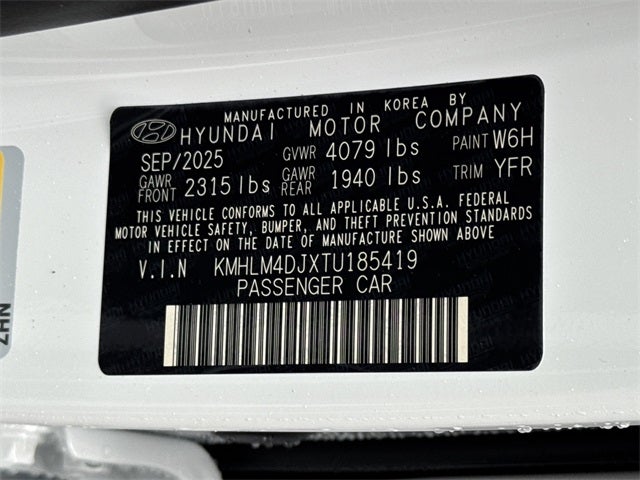 MANUFACTURED IN KOREA BY
HYUNDAI MOTOR COMPANY
SEP/2025 GVWR 4079 lbs PAINT W6H
GAWR FRONT 2315 lbs GAWR REAR 1940 lbs TRIM YFR
THIS VEHICLE CONFORMS TO ALL APPLICABLE U.S.A. FEDERAL
MOTOR VEHICLE SAFETY, BUMPER, AND THEFT PREVENTION STANDARDS
IN EFFECT ON THE DATE OF MANUFACTURE SHOWN ABOVE
V.I.N KMHLM4DJXTU185419
PASSENGER CAR